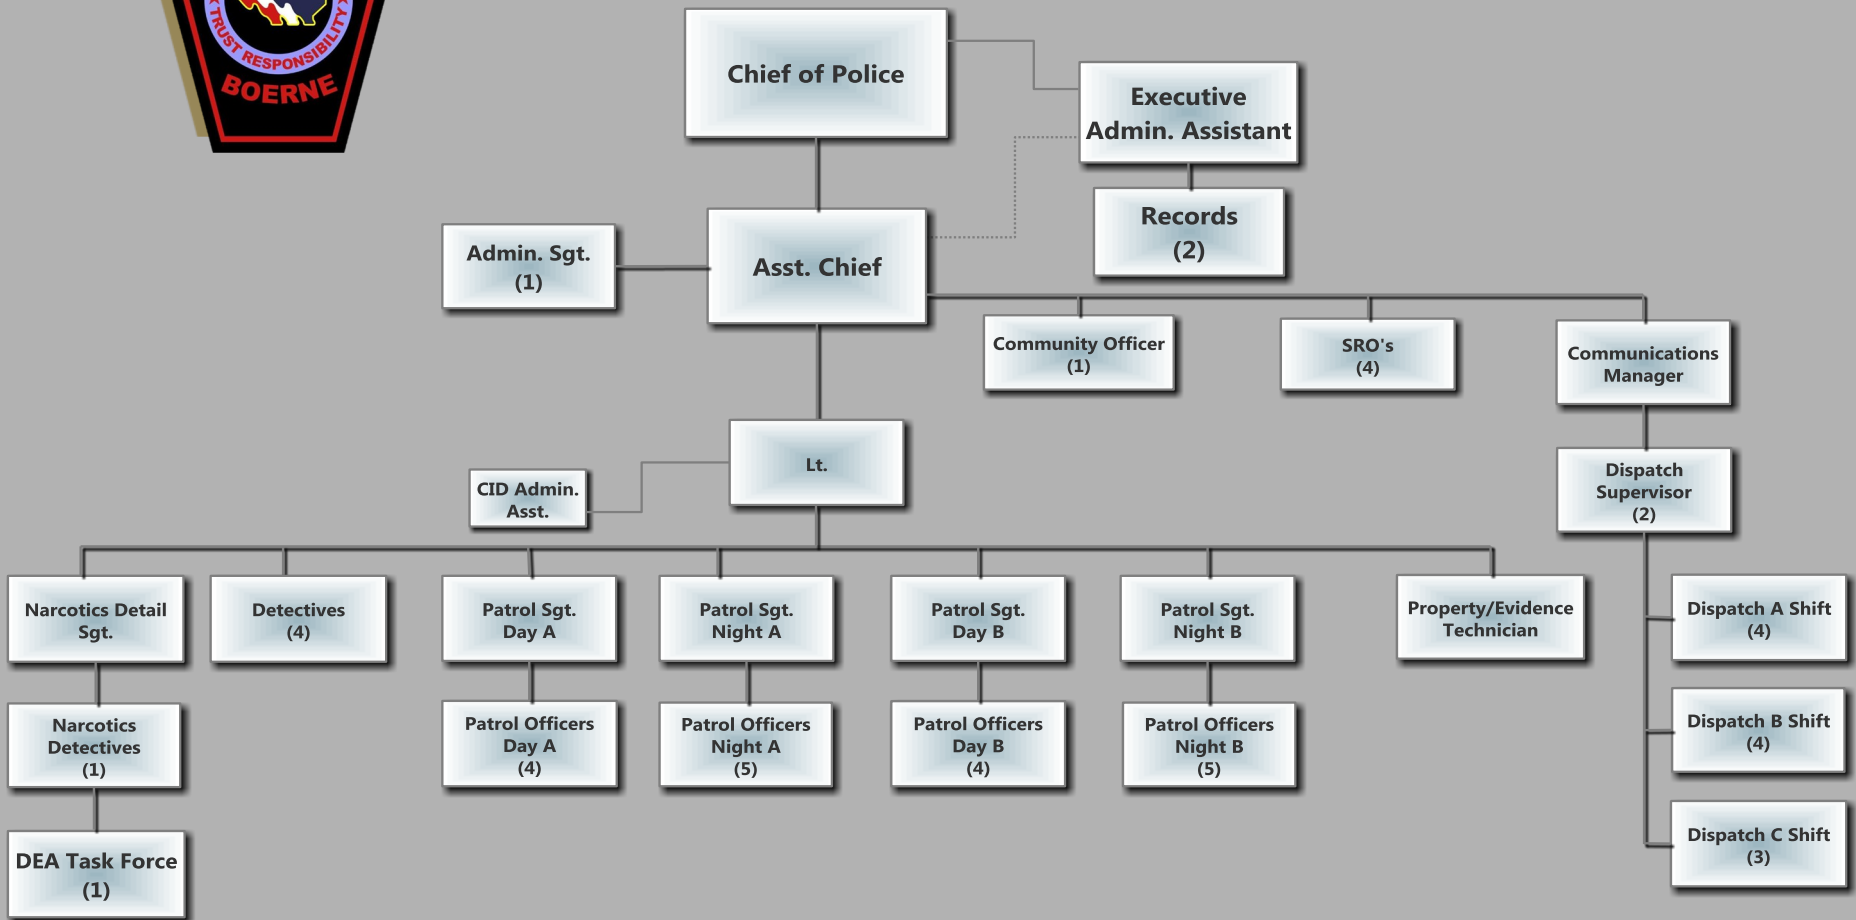 TRUST RESPONSIBILITY
BOERNE
Chief of Police
Executive
Admin. Assistant
Records
(2)
Admin. Sgt.
(1)
Asst. Chief
Community Officer
(1)
SRO's
(4)
Communications
Manager
Lt.
CID Admin.
Asst.
Dispatch
Supervisor
(2)
Narcotics Detail
Sgt.
Detectives
(4)
Patrol Sgt.
Day A
Patrol Sgt.
Night A
Patrol Sgt.
Day B
Patrol Sgt.
Night B
Property/Evidence
Technician
Dispatch A Shift
(4)
Narcotics
Detectives
(1)
Patrol Officers
Day A
(4)
Patrol Officers
Night A
(5)
Patrol Officers
Day B
(4)
Patrol Officers
Night B
(5)
Dispatch B Shift
(4)
DEA Task Force
(1)
Dispatch C Shift
(3)